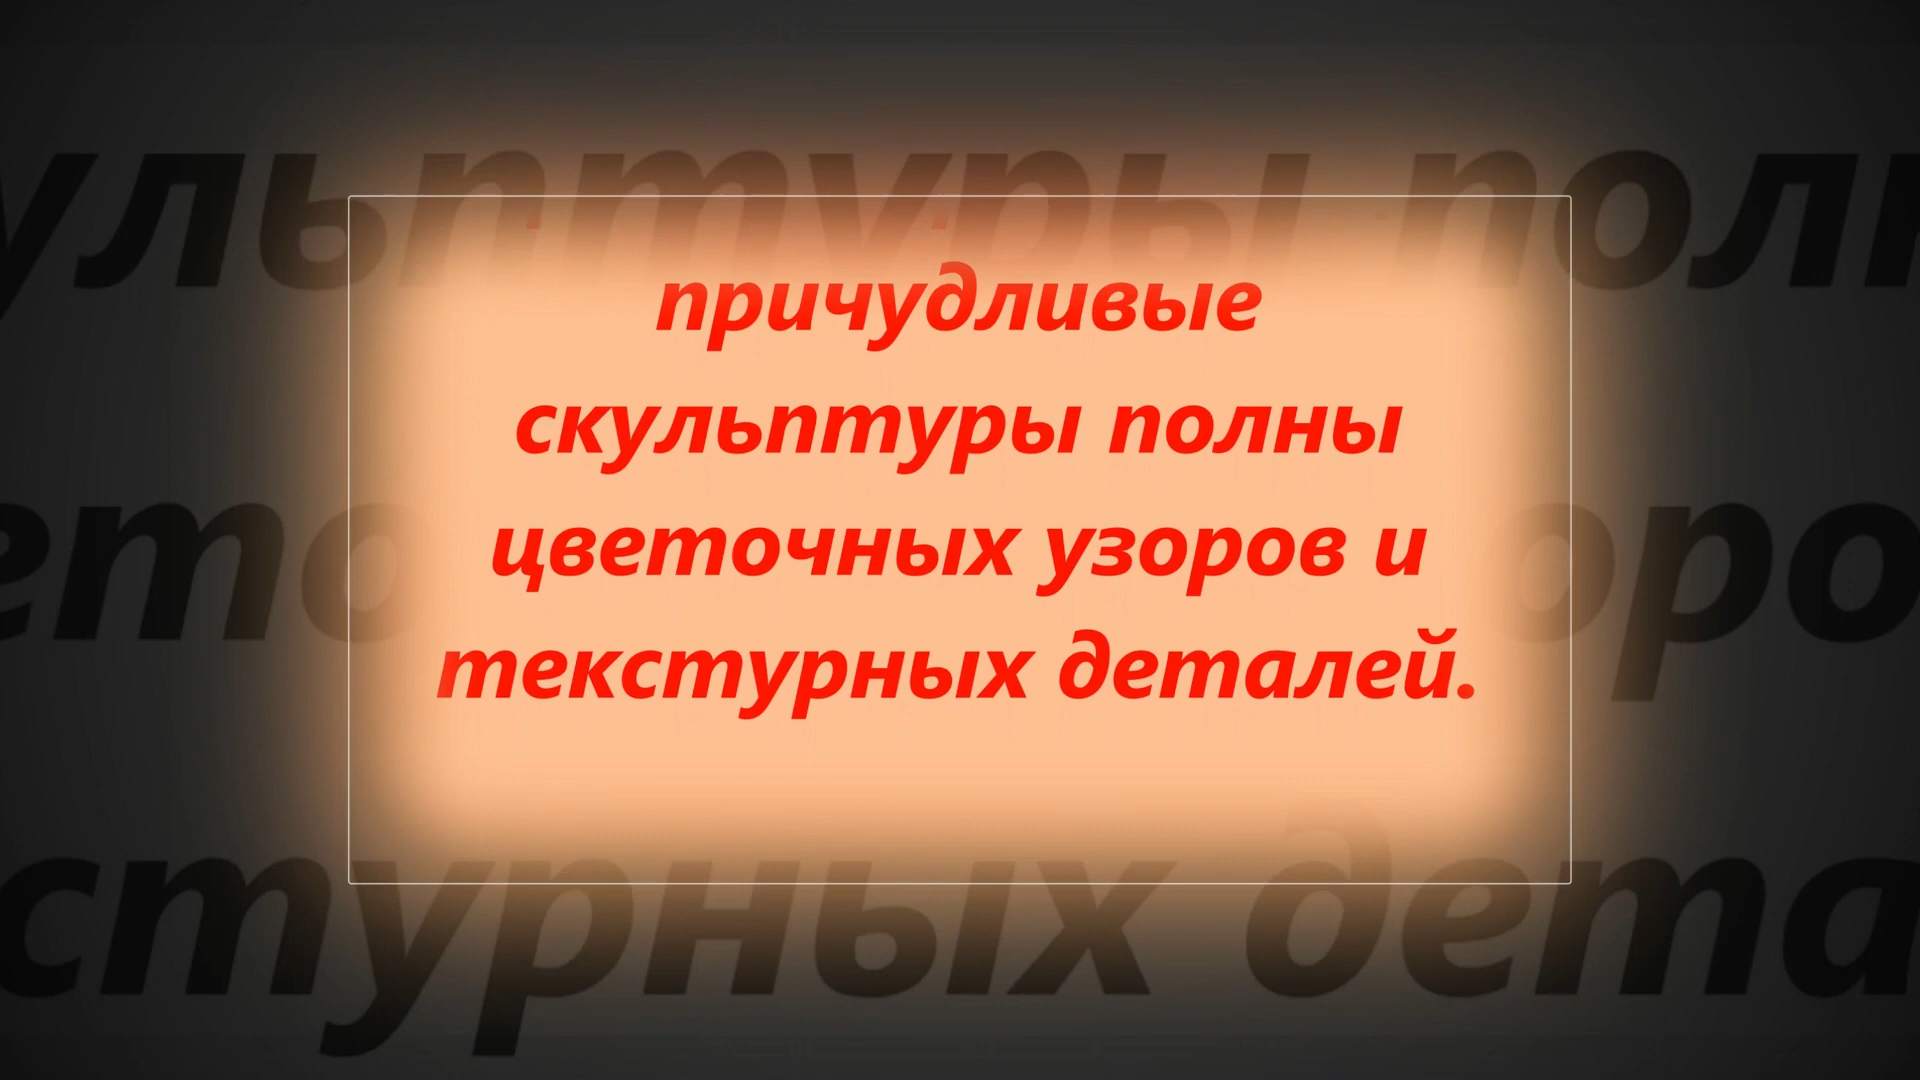 причудливые
скульптуры полны
цветочных узоров и
текстурных деталей.